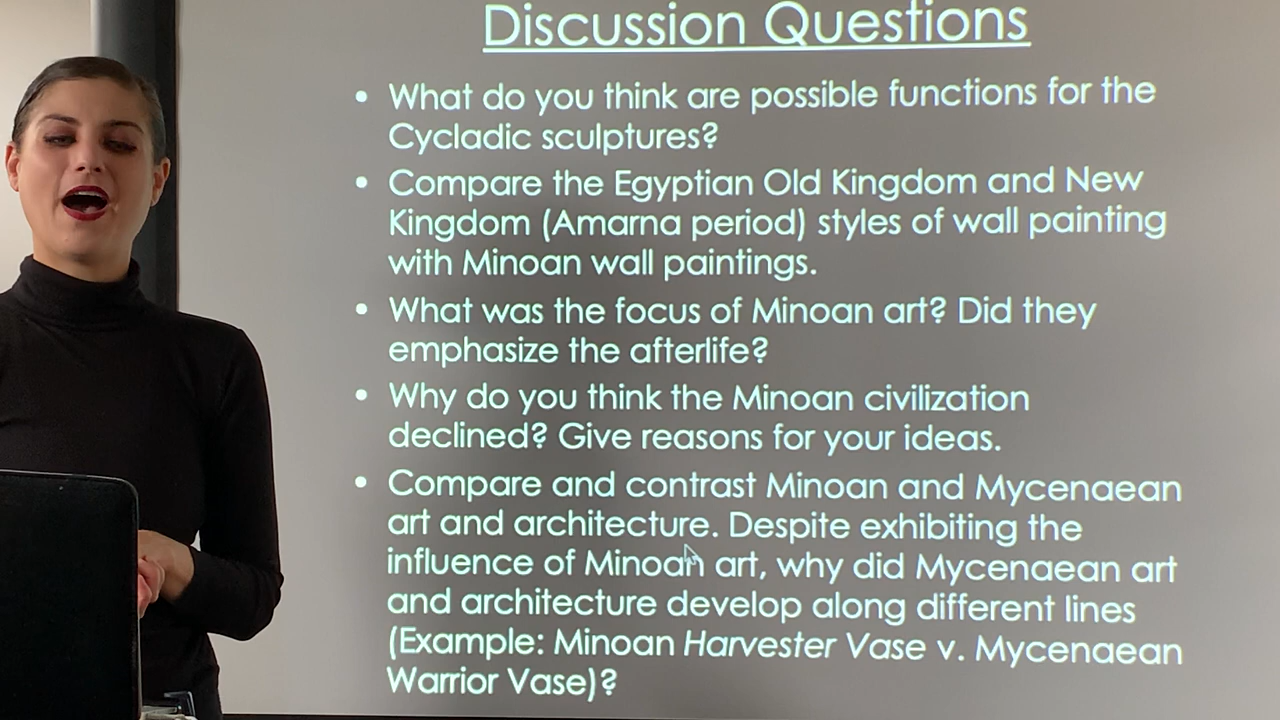 Discussion Questions
• What do you think are possible functions for the
Cycladic sculptures?
• Compare the Egyptian Old Kingdom and New
Kingdom (Amarna period) styles of wall painting
with Minoan wall paintings.
• What was the focus of Minoan art? Did they
emphasize the afterlife?
• Why do you think the Minoan civilization
declined? Give reasons for your ideas.
• Compare and contrast Minoan and Mycenaean
art and architecture. Despite exhibiting the
influence of Minoan art, why did Mycenaean art
and architecture develop along different lines
(Example: Minoan Harvester Vase v. Mycenaean
Warrior Vase)?